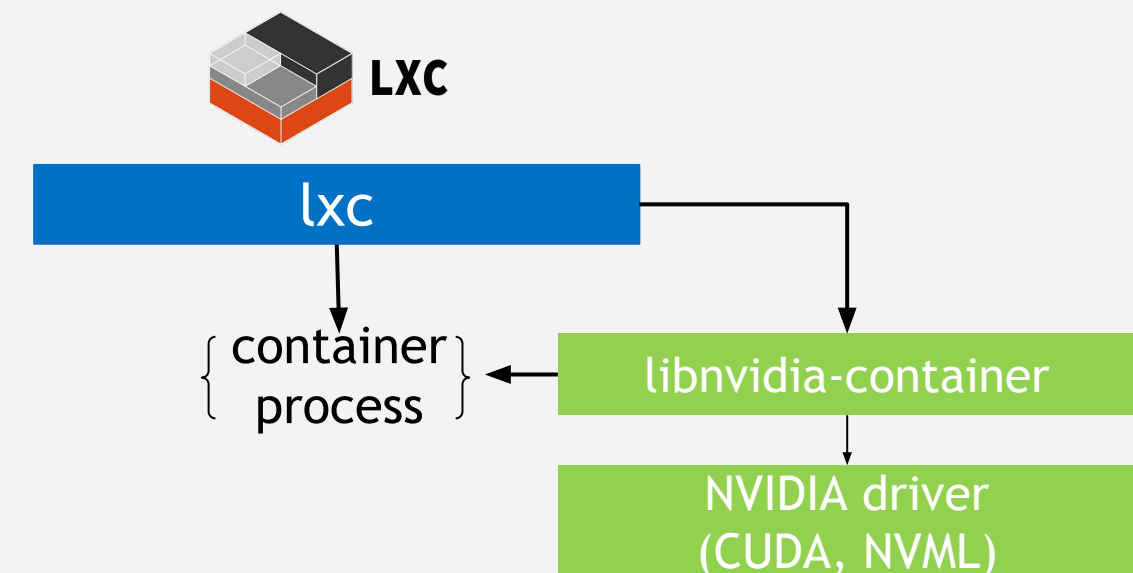 LXC
lxc
container
process
libnvidia-container
NVIDIA driver
(CUDA, NVML)